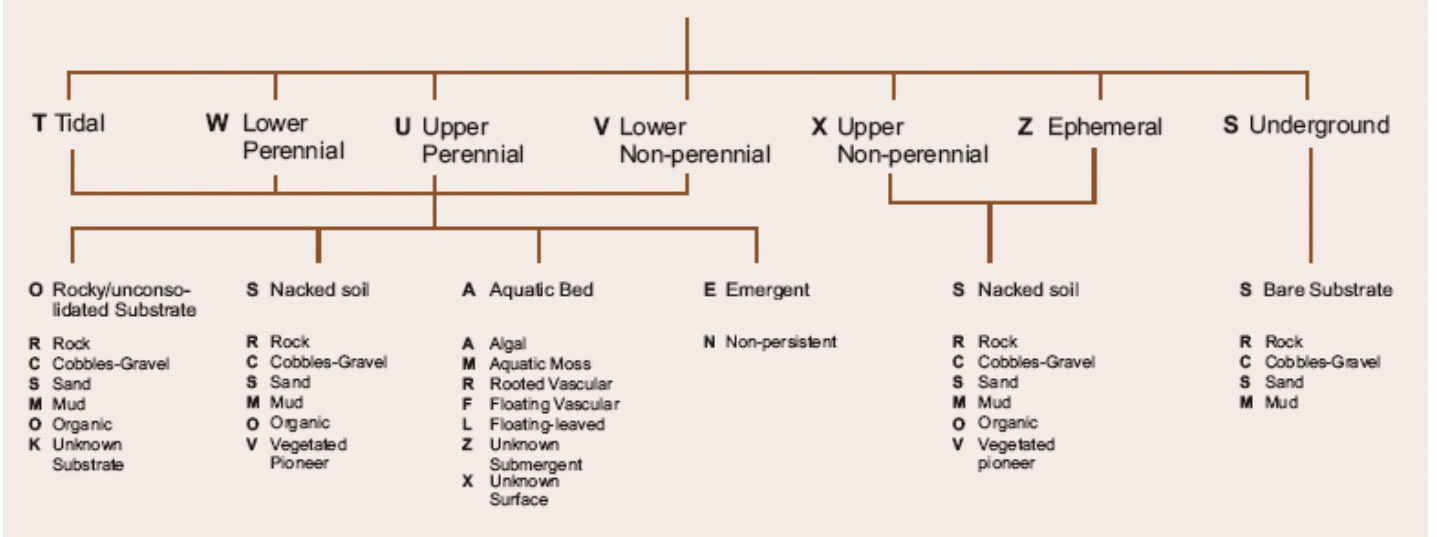 T Tidal
W Lower
Perennial
U Upper
Perennial
V Lower
Non-perennial
X Upper
Non-perennial
Z Ephemeral
S Underground
O Rocky/unconso-
lidated Substrate
R Rock
C Cobbles-Gravel
S Sand
M Mud
O Organic
K Unknown
Substrate
S Nacked soil
R Rock
C Cobbles-Gravel
S Sand
M Mud
O Organic
V Vegetated
Pioneer
A Aquatic Bed
A Algal
M Aquatic Moss
R Rooted Vascular
F Floating Vascular
L Floating-leaved
Z Unknown
Submergent
X Unknown
Surface
E Emergent
N Non-persistent
S Nacked soil
R Rock
C Cobbles-Gravel
S Sand
M Mud
O Organic
V Vegetated
pioneer
S Bare Substrate
R Rock
C Cobbles-Gravel
S Sand
M Mud